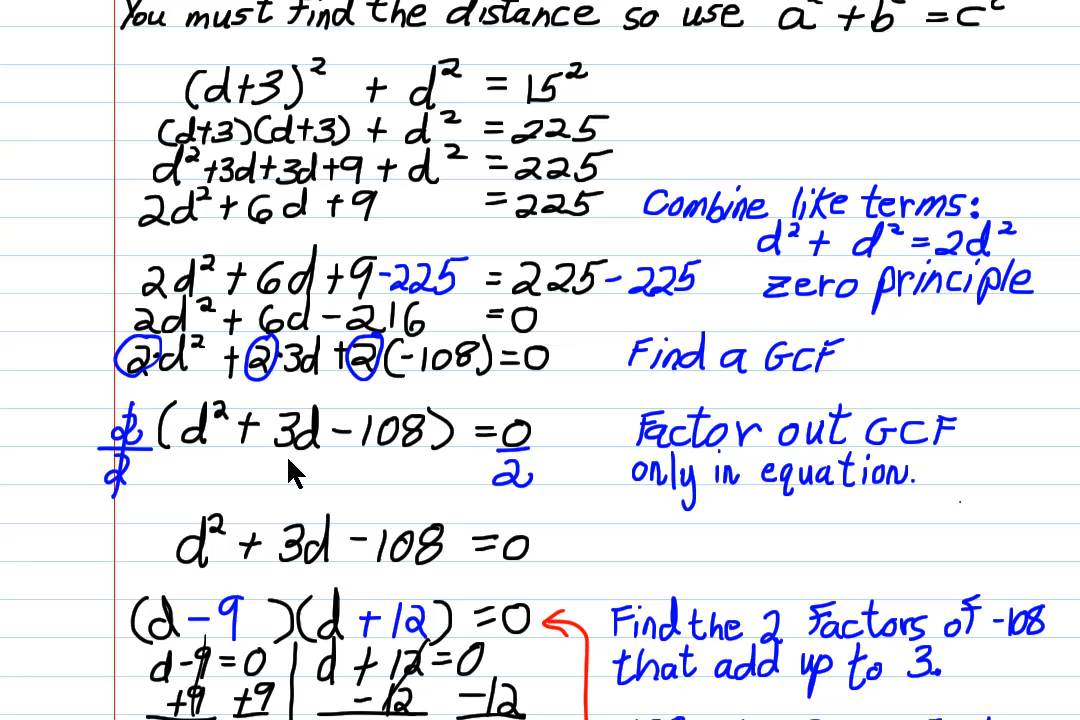 You must find the distance so use a² + b² = c²
(d+3)² + d² = 15²
(d+3)(d+3) + d² = 225
d²+3d+3d+9 + d² = 225
2d² + 6d + 9 = 225 Combine like terms:
d² + d² = 2d²
2d² + 6d + 9 - 225 = 225 - 225 zero principle
2d² + 6d - 216 = 0
2·d² + 2·3d + 2(-108) = 0 Find a GCF
2(d² + 3d - 108) = 0 Factor out GCF
2 2 only in equation.
d² + 3d - 108 = 0
(d - 9 )(d + 12) = 0 Find the 2 factors of -108
d - 9 = 0 | d + 12 = 0 that add up to 3.
+9 +9 | -12 -12